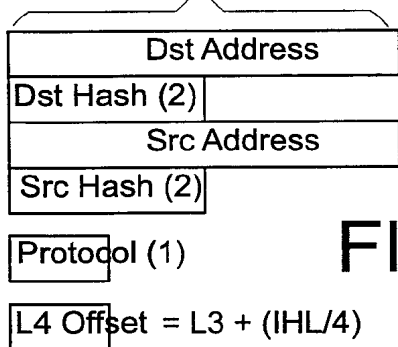 Dst Address
Dst Hash (2)
Src Address
Src Hash (2)
Protocol (1)
FI
L4 Offset = L3 + (IHL/4)